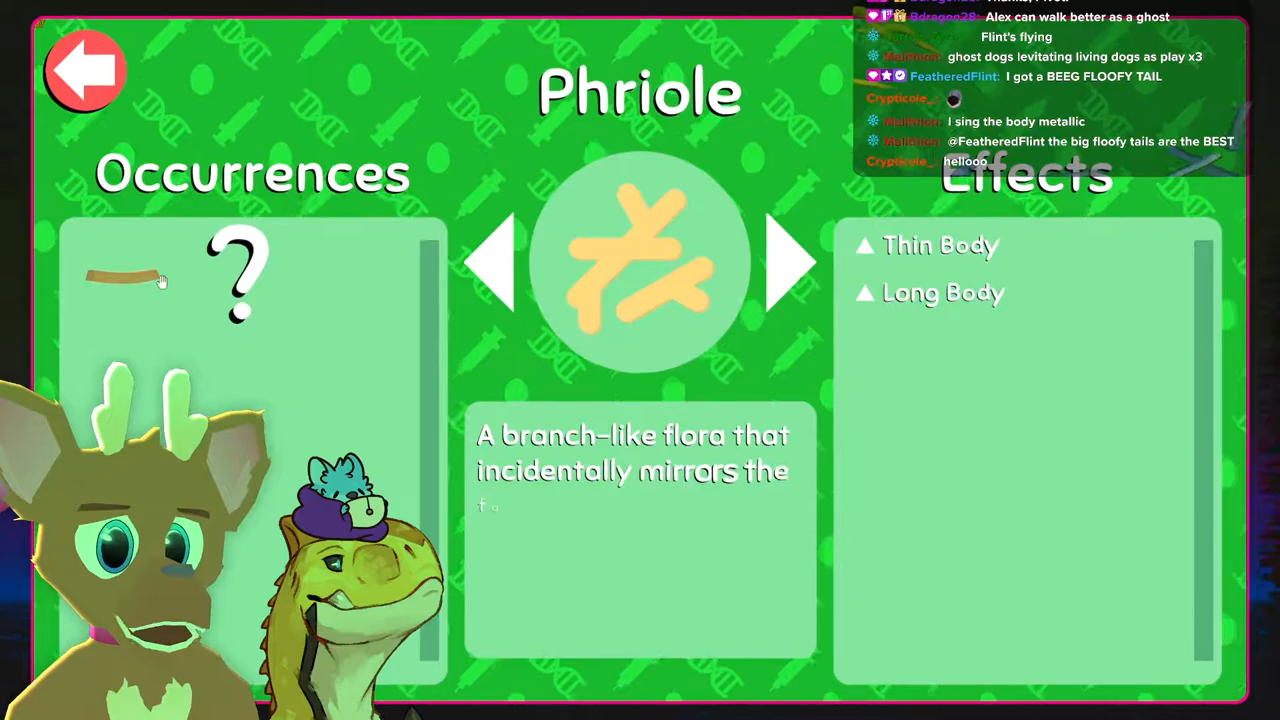 Alex can walk better as a ghost
Flint's flying
ghost dogs levitating living dogs as play x3
FeatheredFlint: I got a BEEG FLOOFY TAIL
Crypticole_:
I sing the body metallic
@FeatheredFlint the big floofy tails are the BEST
Crypticole_: hellooo
Phriole
Occurrences
?
Effects
Thin Body
Long Body
A branch-like flora that
incidentally mirrors the